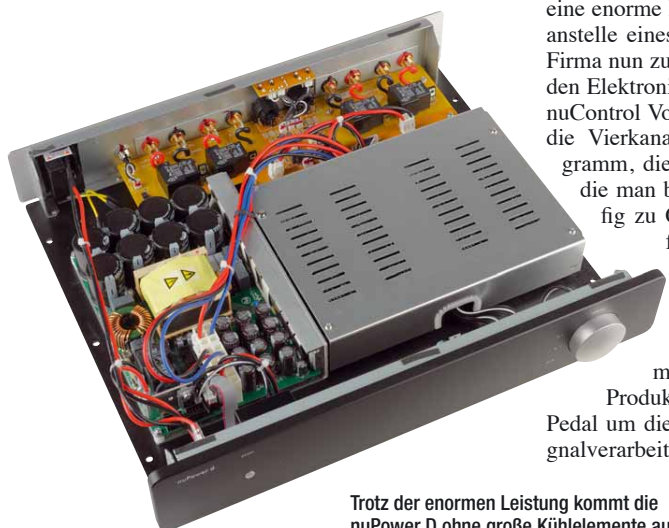 eine enorme
anstelle eines
Firma nun zu
den Elektroni
nuControl Vo
die Vierkana
gramm, die
die man b
fig zu C
f
m
Produk
Pedal um die
gnalverarbeit
nuPower d
Trotz der enormen Leistung kommt die
nuPower D ohne große Kühlelemente au